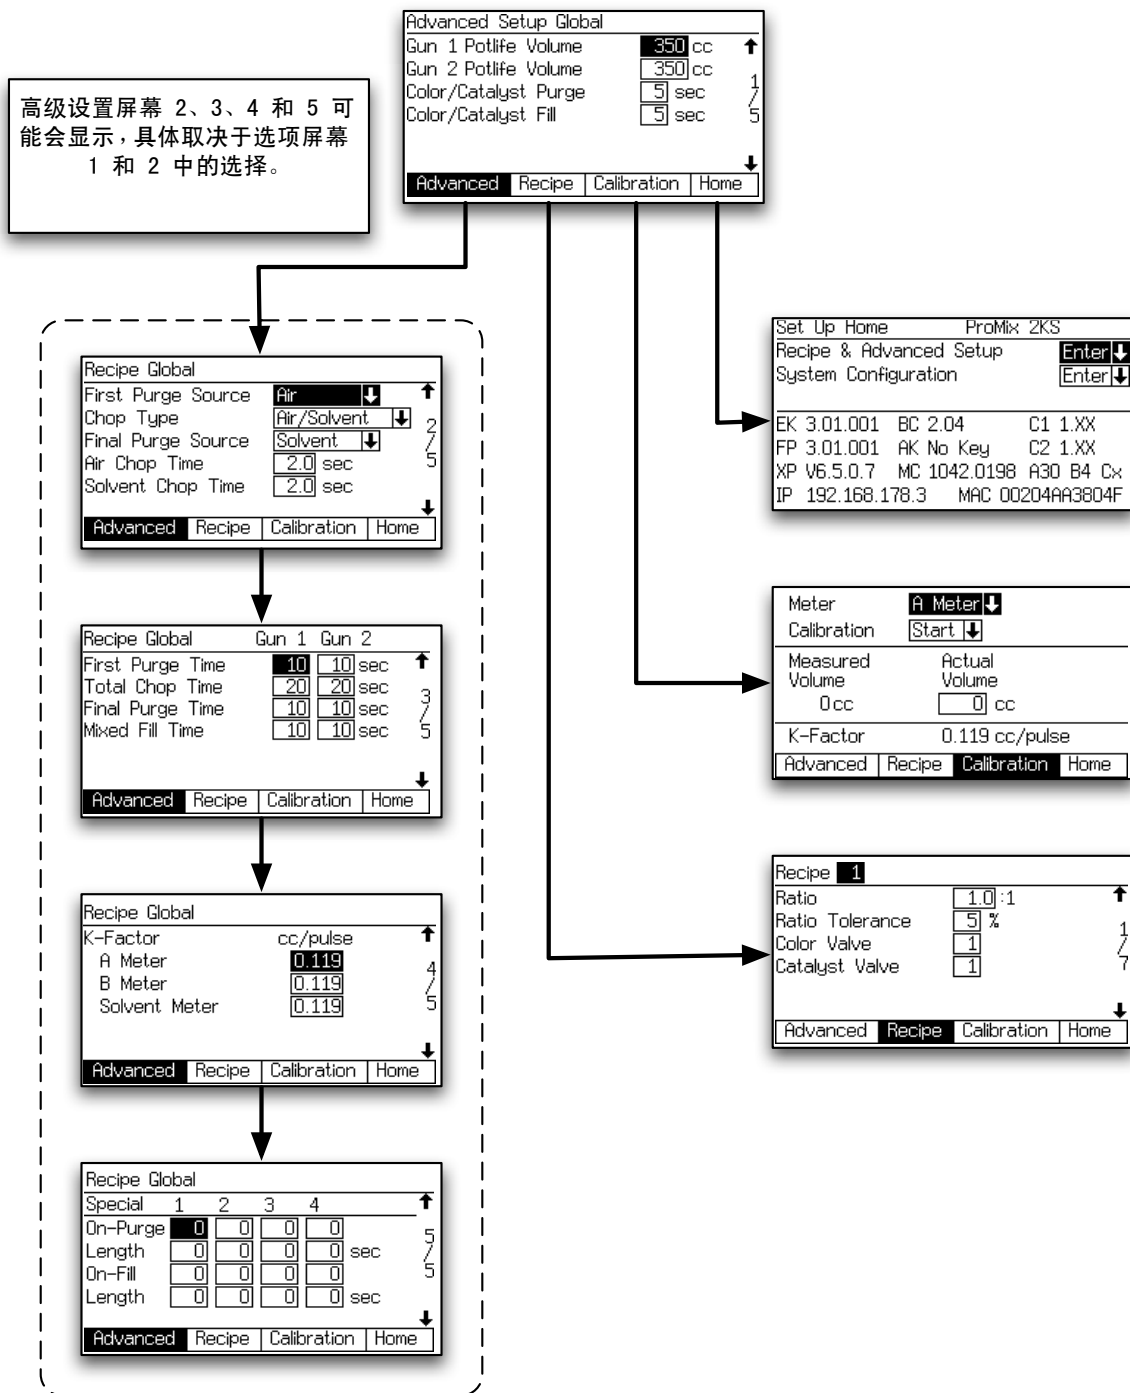 Advanced Setup Global
Gun 1 Potlife Volume 350 cc
Gun 2 Potlife Volume 350 cc
Color/Catalyst Purge 5 sec
Color/Catalyst Fill 5 sec
1/5
Advanced Recipe Calibration Home
高级设置屏幕 2、3、4 和 5 可
能会显示，具体取决于选项屏幕
1 和 2 中的选择。
Recipe Global
First Purge Source Air
Chop Type Air/Solvent
Final Purge Source Solvent
Air Chop Time 2.0 sec
Solvent Chop Time 2.0 sec
2/5
Advanced Recipe Calibration Home
Recipe Global Gun 1 Gun 2
First Purge Time 10 10 sec
Total Chop Time 20 20 sec
Final Purge Time 10 10 sec
Mixed Fill Time 10 10 sec
3/5
Advanced Recipe Calibration Home
Recipe Global
K-Factor cc/pulse
A Meter 0.119
B Meter 0.119
Solvent Meter 0.119
4/5
Advanced Recipe Calibration Home
Recipe Global
Special 1 2 3 4
On-Purge 0 0 0 0
Length 0 0 0 0 sec
On-Fill 0 0 0 0
Length 0 0 0 0 sec
5/5
Advanced Recipe Calibration Home
Set Up Home ProMix 2KS
Recipe & Advanced Setup Enter
System Configuration Enter
EK 3.01.001 BC 2.04 C1 1.XX
FP 3.01.001 AK No Key C2 1.XX
XP V6.5.0.7 MC 1042.0198 A30 B4 Cx
IP 192.168.178.3 MAC 00204AA3804F
Meter A Meter
Calibration Start
Measured Actual
Volume Volume
0 cc 0 cc
K-Factor 0.119 cc/pulse
Advanced Recipe Calibration Home
Recipe 1
Ratio 1.0 :1
Ratio Tolerance 5 %
Color Valve 1
Catalyst Valve 1
1/7
Advanced Recipe Calibration Home